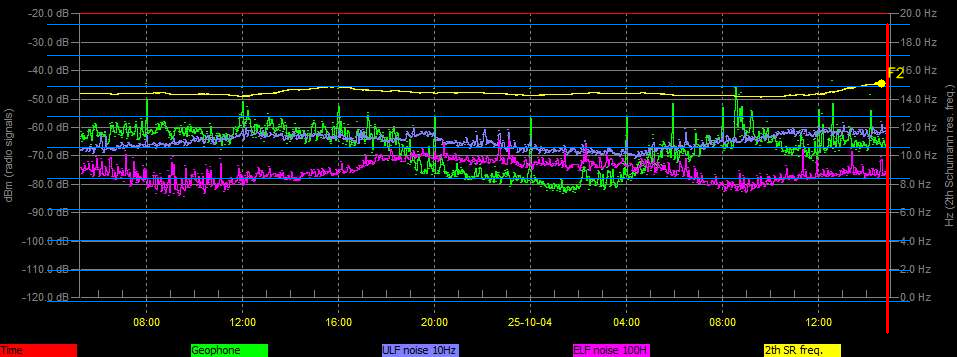 -20.0 dB 20.0 Hz
-30.0 dB 18.0 Hz
-40.0 dB 16.0 Hz
F2
-50.0 dB 14.0 Hz
-60.0 dB 12.0 Hz
-70.0 dB 10.0 Hz
-80.0 dB 8.0 Hz
-90.0 dB 6.0 Hz
-100.0 dB 4.0 Hz
-110.0 dB 2.0 Hz
-120.0 dB 0.0 Hz
dBm (radio signals)
Hz (2th Schumann res. freq.)
08:00 12:00 16:00 20:00 25-10-04 04:00 08:00 12:00
Time Geophone ULF noise 10Hz ELF noise 100H 2th SR freq.